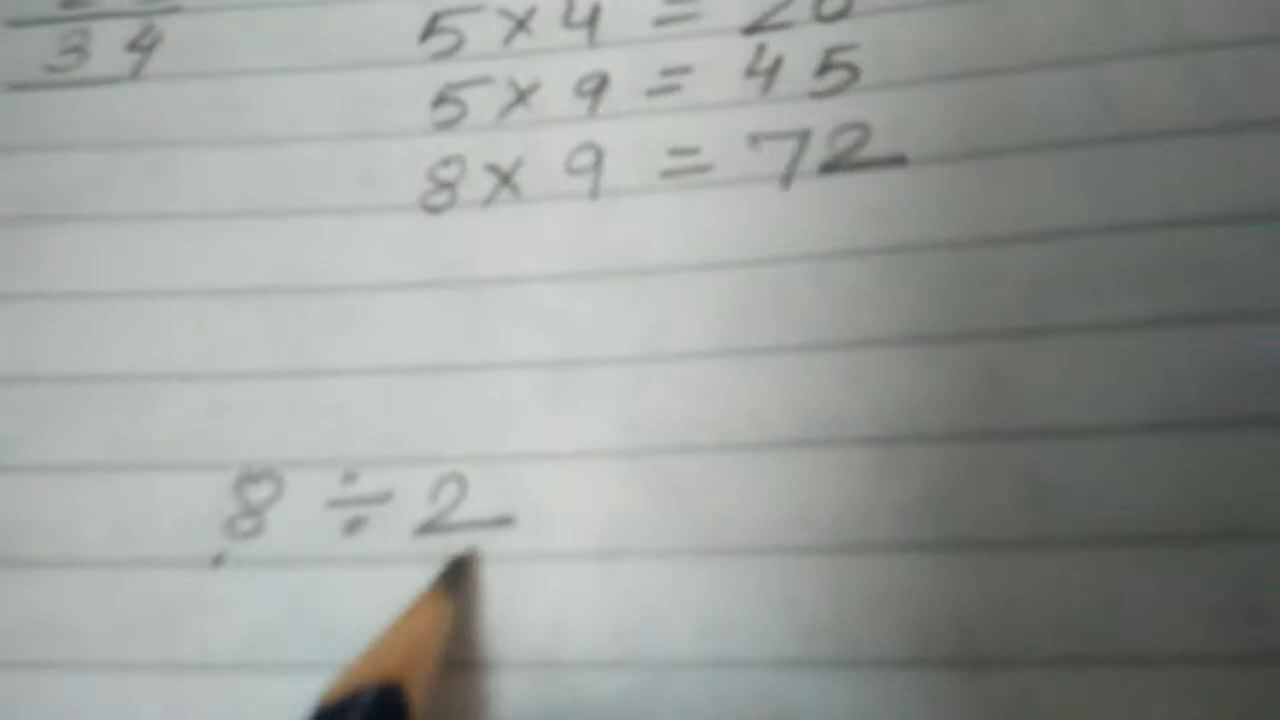 34
5×4 = 20
5×9 = 45
8×9 = 72
8 ÷ 2